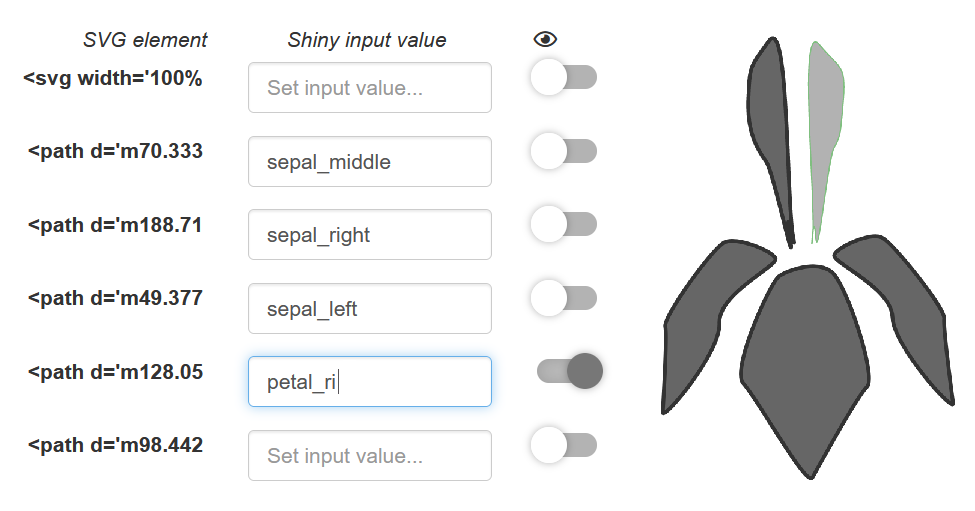 SVG element Shiny input value
<svg width='100% Set input value...
<path d='m70.333 sepal_middle
<path d='m188.71 sepal_right
<path d='m49.377 sepal_left
<path d='m128.05 petal_ri
<path d='m98.442 Set input value...